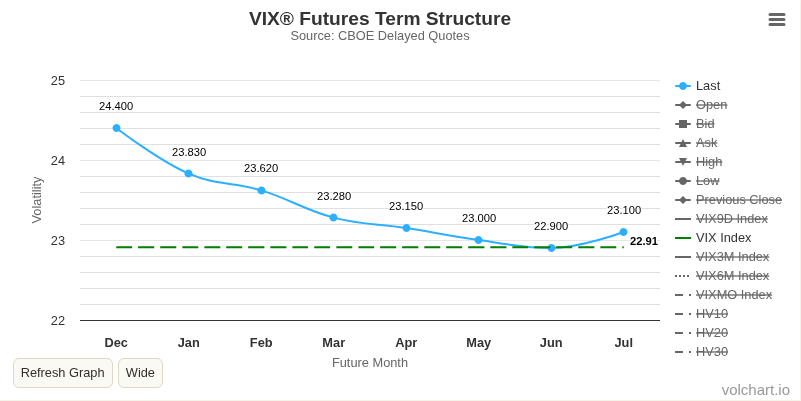 VIX® Futures Term Structure
Source: CBOE Delayed Quotes
25
24
23
22
Volatility
24.400
23.830
23.620
23.280
23.150
23.000
22.900
23.100
22.91
Dec Jan Feb Mar Apr May Jun Jul
Future Month
Last
Open
Bid
Ask
High
Low
Previous Close
VIX9D Index
VIX Index
VIX3M Index
VIX6M Index
VIXMO Index
HV10
HV20
HV30
Refresh Graph Wide
volchart.io